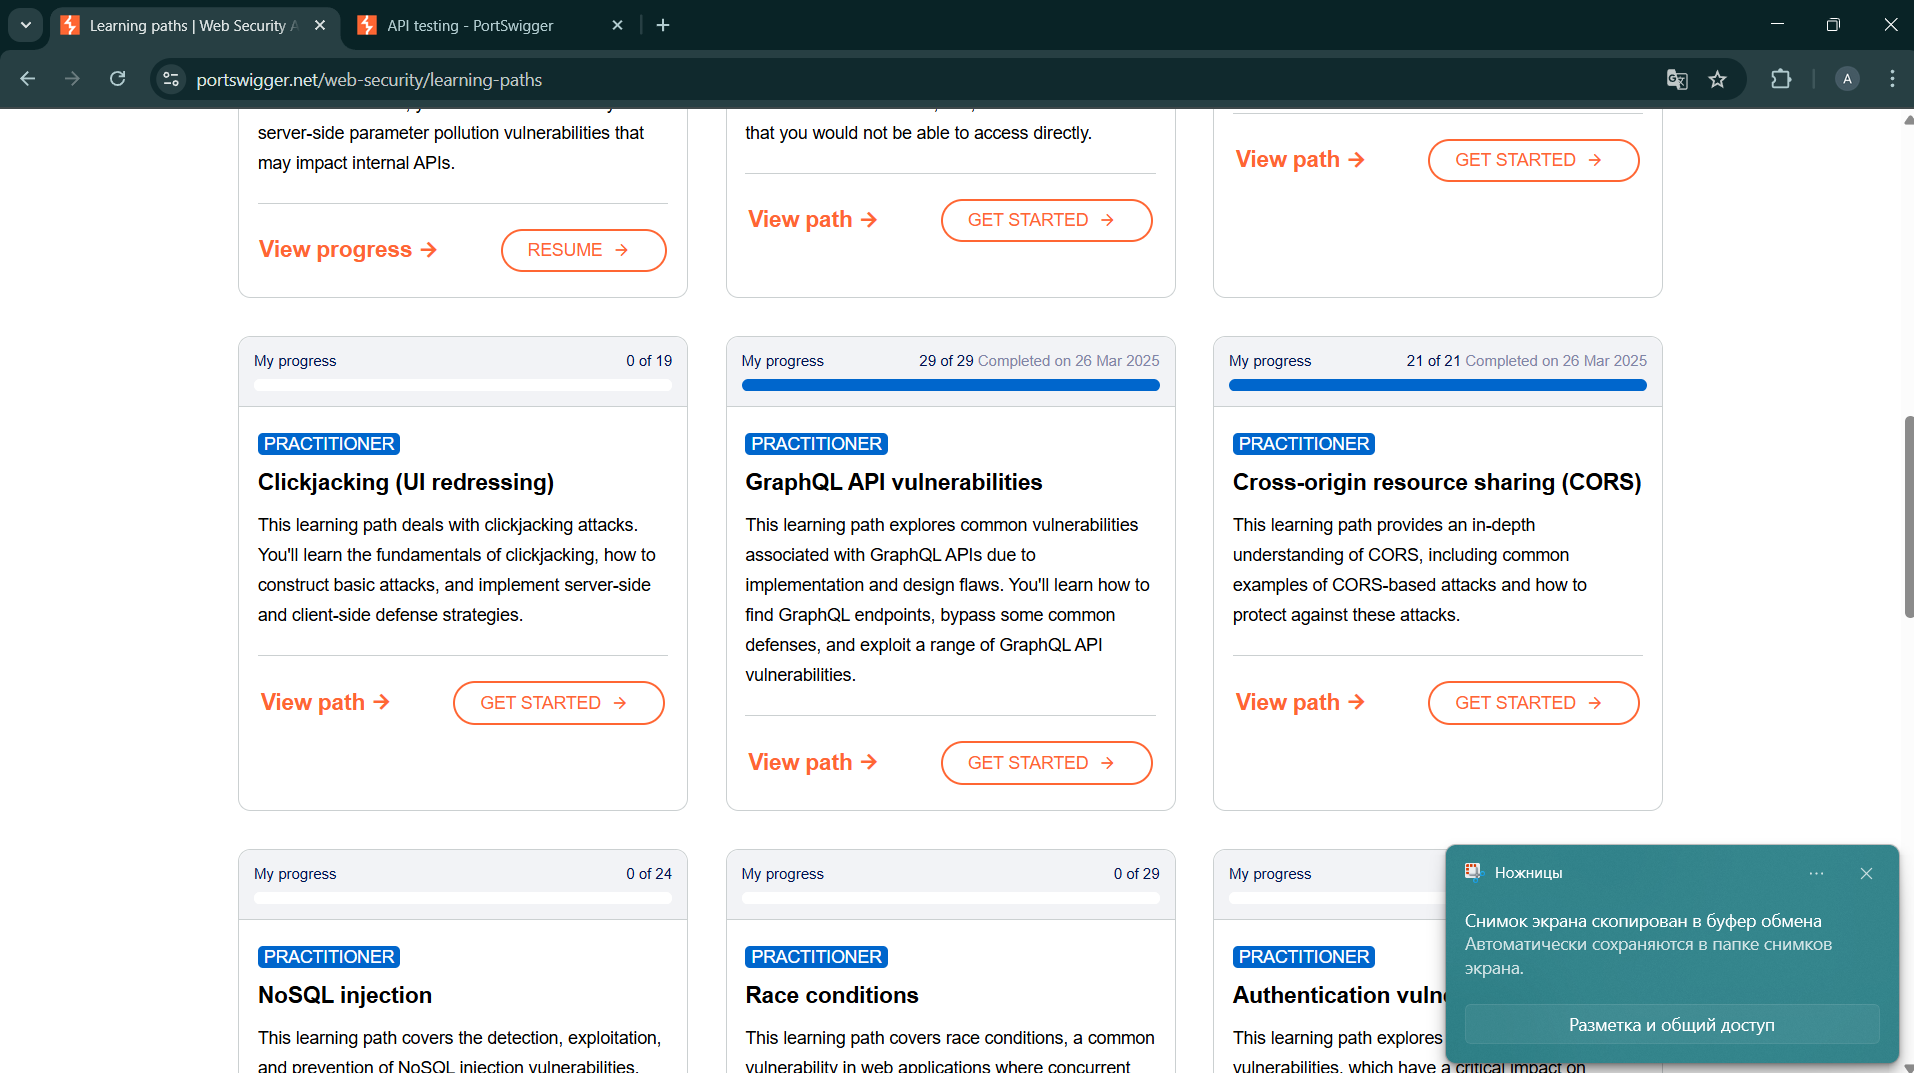 Learning paths | Web Security A
API testing - PortSwigger
portswigger.net/web-security/learning-paths
A
server-side parameter pollution vulnerabilities that
may impact internal APIs.
View progress →
RESUME →
that you would not be able to access directly.
View path →
GET STARTED →
View path →
GET STARTED →
My progress
0 of 19
PRACTITIONER
Clickjacking (UI redressing)
This learning path deals with clickjacking attacks.
You'll learn the fundamentals of clickjacking, how to
construct basic attacks, and implement server-side
and client-side defense strategies.
View path →
GET STARTED →
My progress
29 of 29 Completed on 26 Mar 2025
PRACTITIONER
GraphQL API vulnerabilities
This learning path explores common vulnerabilities
associated with GraphQL APIs due to
implementation and design flaws. You'll learn how to
find GraphQL endpoints, bypass some common
defenses, and exploit a range of GraphQL API
vulnerabilities.
View path →
GET STARTED →
My progress
21 of 21 Completed on 26 Mar 2025
PRACTITIONER
Cross-origin resource sharing (CORS)
This learning path provides an in-depth
understanding of CORS, including common
examples of CORS-based attacks and how to
protect against these attacks.
View path →
GET STARTED →
My progress
0 of 24
PRACTITIONER
NoSQL injection
This learning path covers the detection, exploitation,
and prevention of NoSQL injection vulnerabilities.
My progress
0 of 29
PRACTITIONER
Race conditions
This learning path covers race conditions, a common
vulnerability in web applications where concurrent
My progress
PRACTITIONER
Authentication vuln
This learning path explores
vulnerabilities, which have a critical impact on
Ножницы
Снимок экрана скопирован в буфер обмена
Автоматически сохраняются в папке снимков
экрана.
Разметка и общий доступ